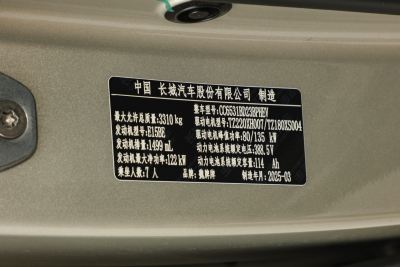 中国 长城汽车股份有限公司 制造
整车型号: CC6531BD23BPHEV
最大允许总质量: 3310 kg 驱动电机型号: TZ220XH007/TZ180XS004
发动机型号: E15BE 驱动电机峰值功率: 80/135 kW
发动机排量: 1499 mL 动力电池系统额定电压: 388.5V
发动机最大净功率: 122 kW 动力电池系统额定容量: 114 Ah
乘坐人数: 7 人 品牌: 魏牌牌 制造年月: 2025-03